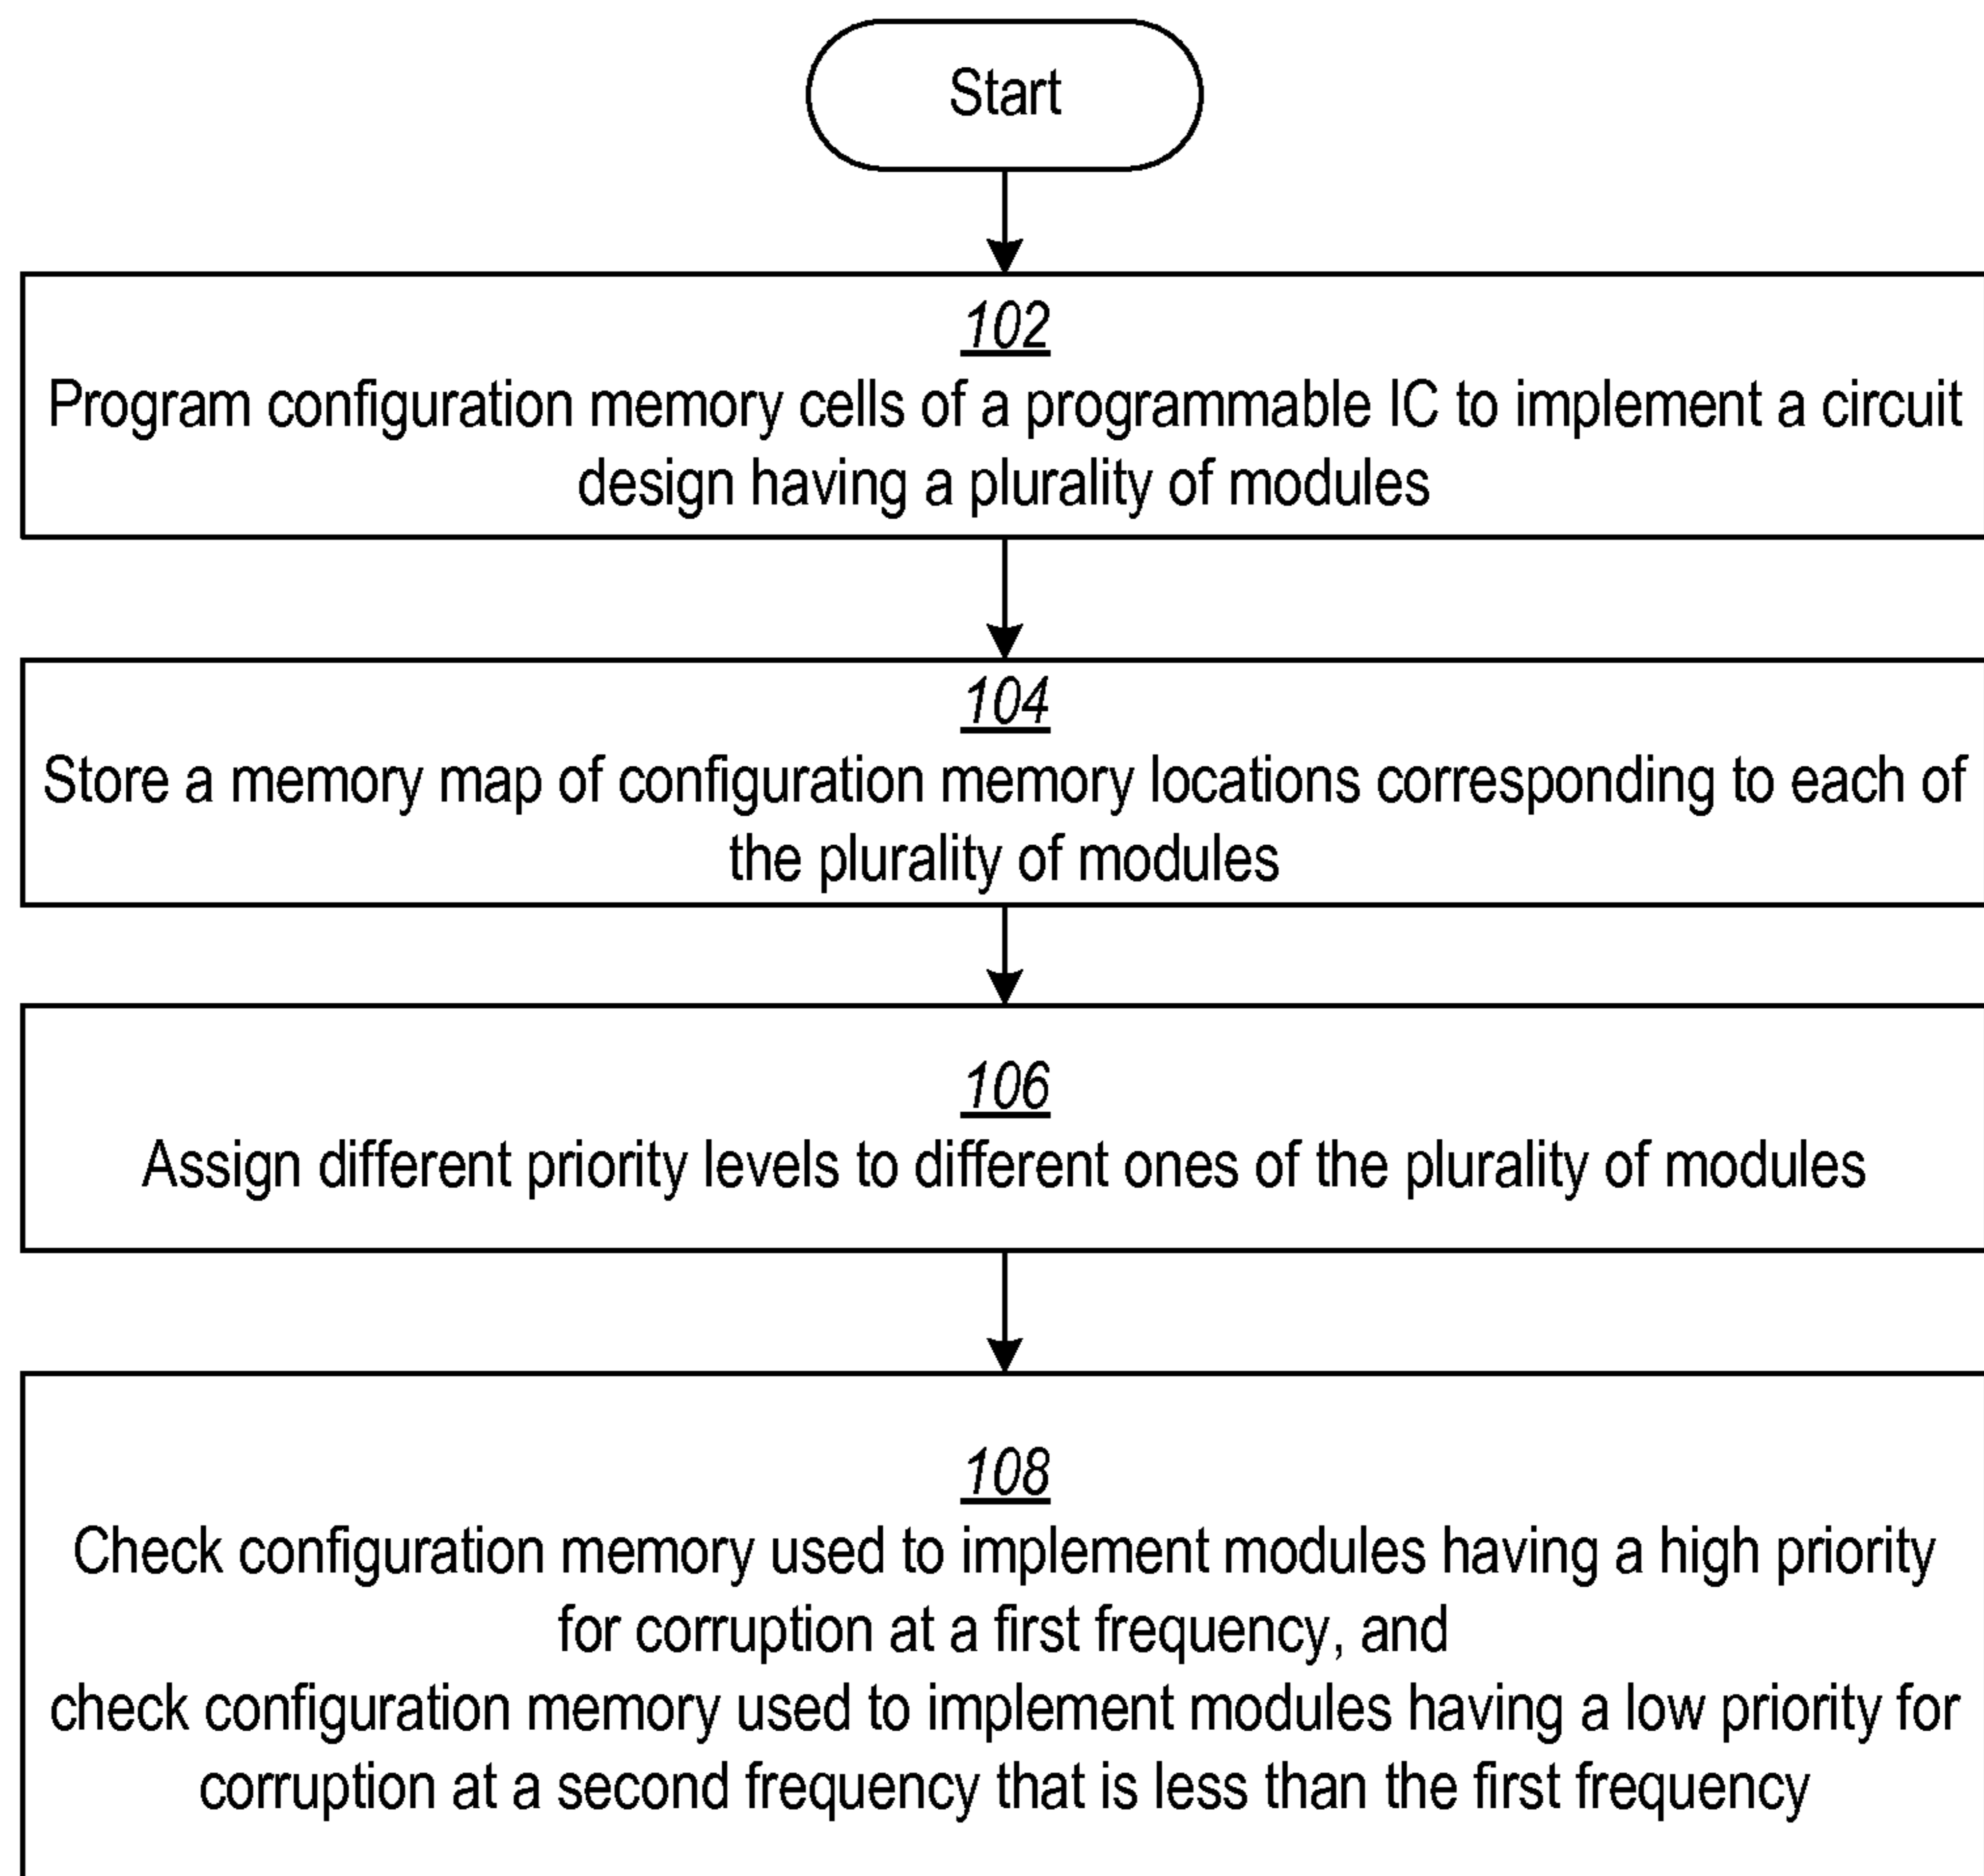 Start
102
Program configuration memory cells of a programmable IC to implement a circuit
design having a plurality of modules
104
Store a memory map of configuration memory locations corresponding to each of
the plurality of modules
106
Assign different priority levels to different ones of the plurality of modules
108
Check configuration memory used to implement modules having a high priority
for corruption at a first frequency, and
check configuration memory used to implement modules having a low priority for
corruption at a second frequency that is less than the first frequency